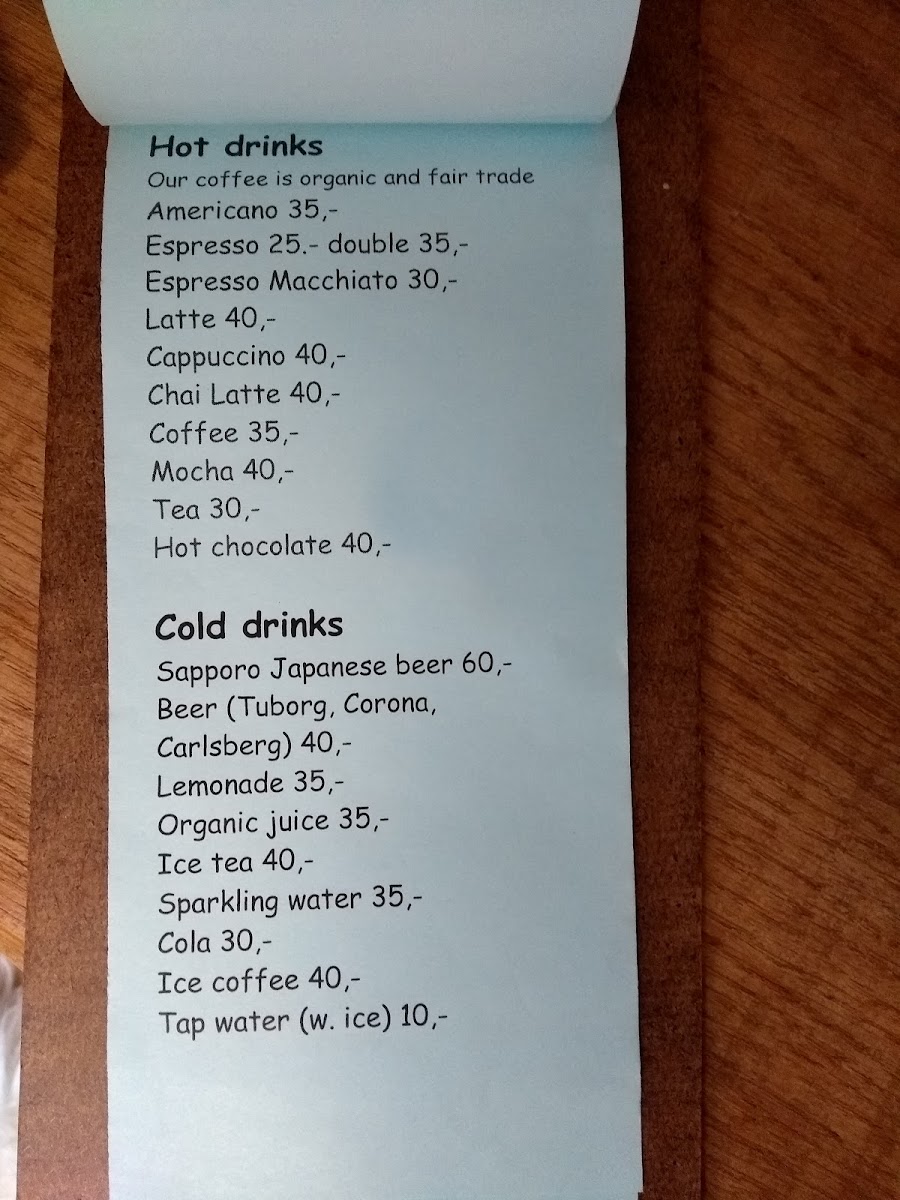 Hot drinks
Our coffee is organic and fair trade
Americano 35,-
Espresso 25.- double 35,-
Espresso Macchiato 30,-
Latte 40,-
Cappuccino 40,-
Chai Latte 40,-
Coffee 35,-
Mocha 40,-
Tea 30,-
Hot chocolate 40,-
Cold drinks
Sapporo Japanese beer 60,-
Beer (Tuborg, Corona,
Carlsberg) 40,-
Lemonade 35,-
Organic juice 35,-
Ice tea 40,-
Sparkling water 35,-
Cola 30,-
Ice coffee 40,-
Tap water (w. ice) 10,-